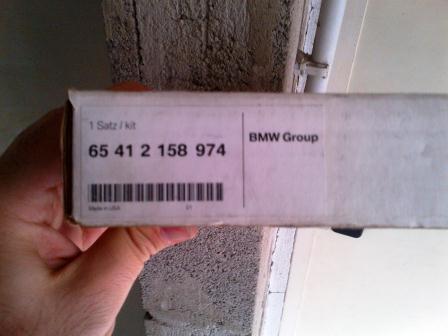 1 Satz / kit
65 41 2 158 974
BMW Group
Made in USA
01